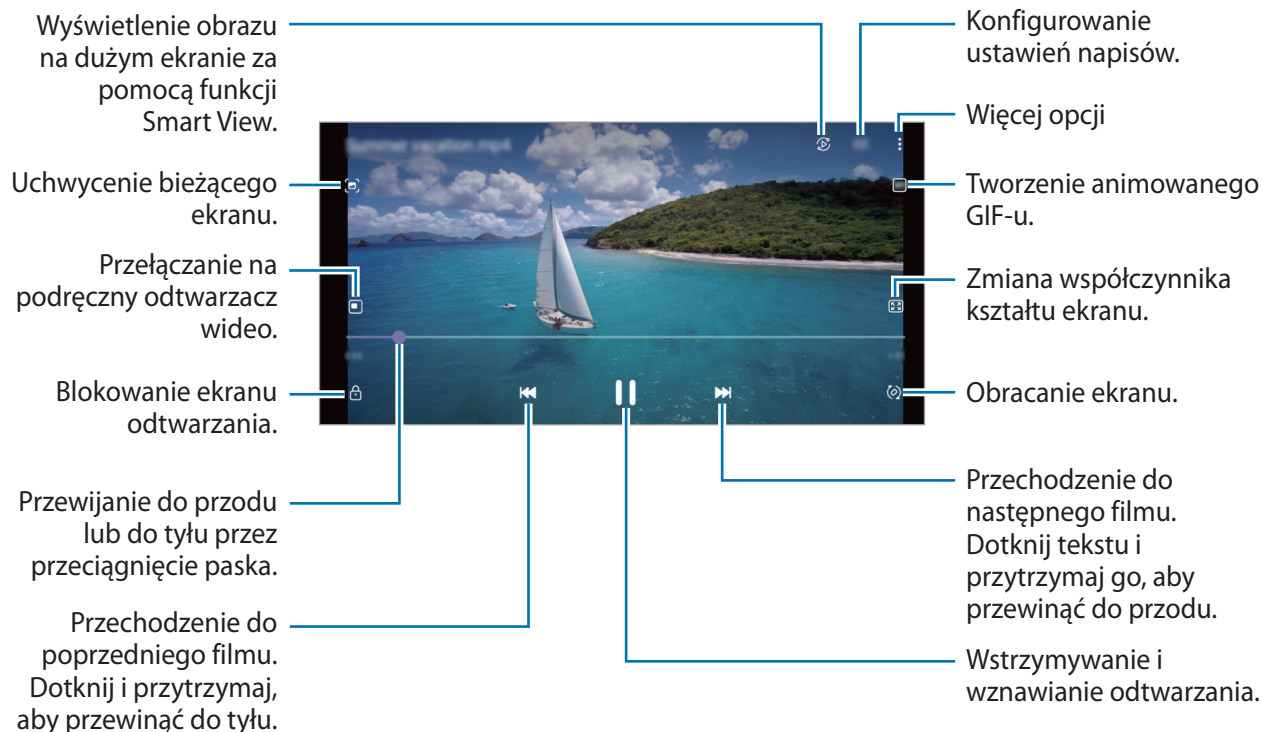 Wyświetlenie obrazu
na dużym ekranie za
pomocą funkcji
Smart View.
Uchwycenie bieżącego
ekranu.
Przełączanie na
podręczny odtwarzacz
wideo.
Blokowanie ekranu
odtwarzania.
Przewijanie do przodu
lub do tyłu przez
przeciągnięcie paska.
Przechodzenie do
poprzedniego filmu.
Dotknij i przytrzymaj,
aby przewinąć do tyłu.
Summer vacation.mp4
Konfigurowanie
ustawień napisów.
Więcej opcji
Tworzenie animowanego
GIF-u.
Zmiana współczynnika
kształtu ekranu.
Obracanie ekranu.
Przechodzenie do
następnego filmu.
Dotknij tekstu i
przytrzymaj go, aby
przewinąć do przodu.
Wstrzymywanie i
wznawianie odtwarzania.